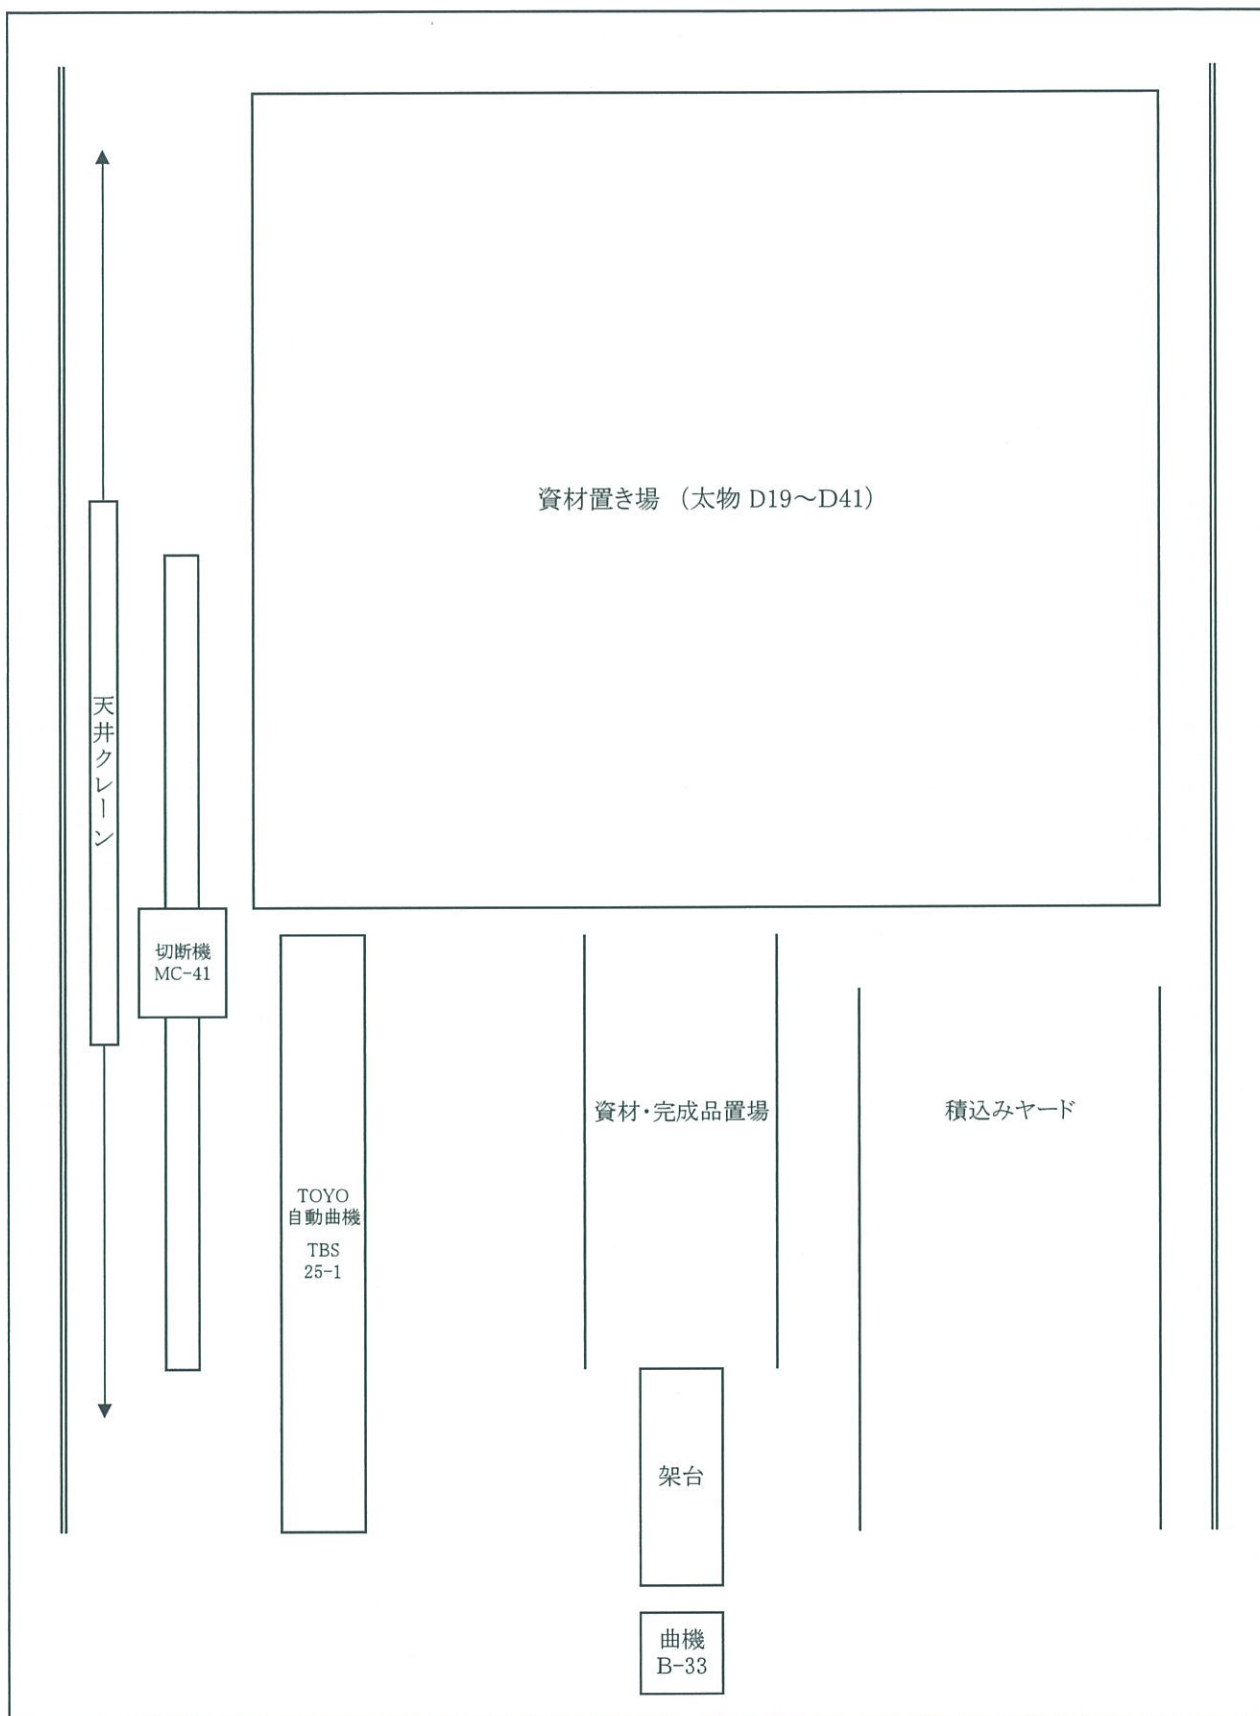 資材置き場 （太物 D19～D41）
天井クレーン
切断機
MC-41
資材・完成品置場
積込みヤード
TOYO
自動曲機
TBS
25-1
架台
曲機
B-33